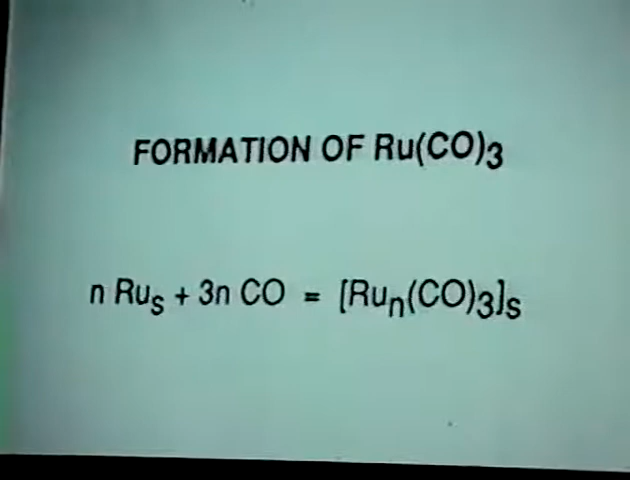 FORMATION OF Ru(CO)3
n Rus + 3n CO = [Run(CO)3]s